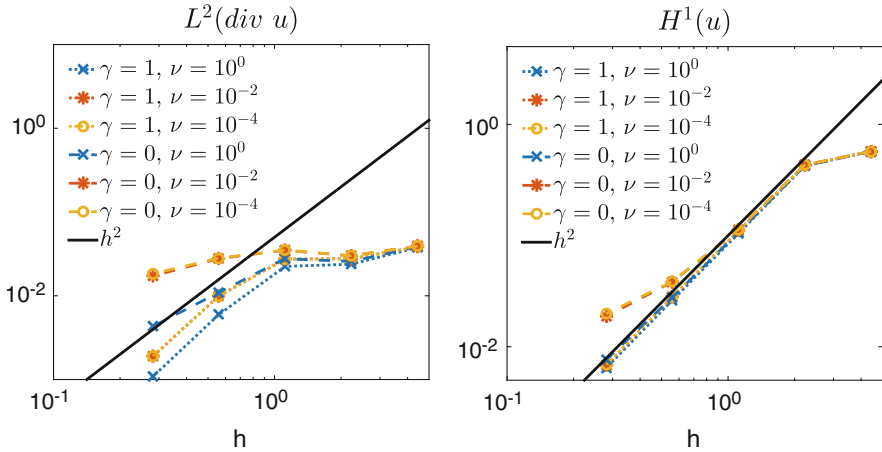 L²(div u)
γ = 1, ν = 10⁰
γ = 1, ν = 10⁻²
γ = 1, ν = 10⁻⁴
γ = 0, ν = 10⁰
γ = 0, ν = 10⁻²
γ = 0, ν = 10⁻⁴
h²
10⁰
10⁻²
10⁻¹
10⁰
h
H¹(u)
γ = 1, ν = 10⁰
γ = 1, ν = 10⁻²
γ = 1, ν = 10⁻⁴
γ = 0, ν = 10⁰
γ = 0, ν = 10⁻²
γ = 0, ν = 10⁻⁴
h²
10⁰
10⁻²
10⁻¹
10⁰
h